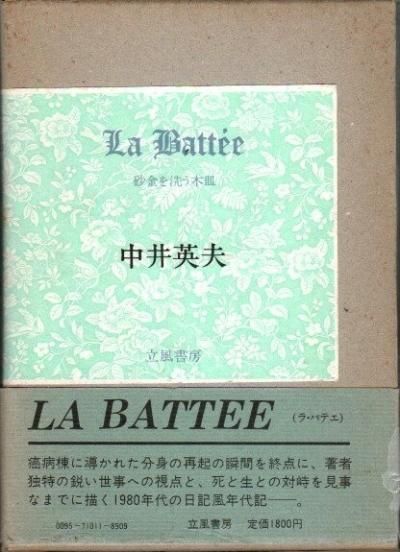 La Battée
砂金を洗う木皿
中井英夫
立風書房
LA BATTEE (ラ・バテエ)
癌病棟に導かれた分身の再起の瞬間を終点に、著者
独特の鋭い世事への視点と、死と生との対峙を見事
なまでに描く1980年代の日記風年代記──。
0095-71011-8909 立風書房 定価1800円